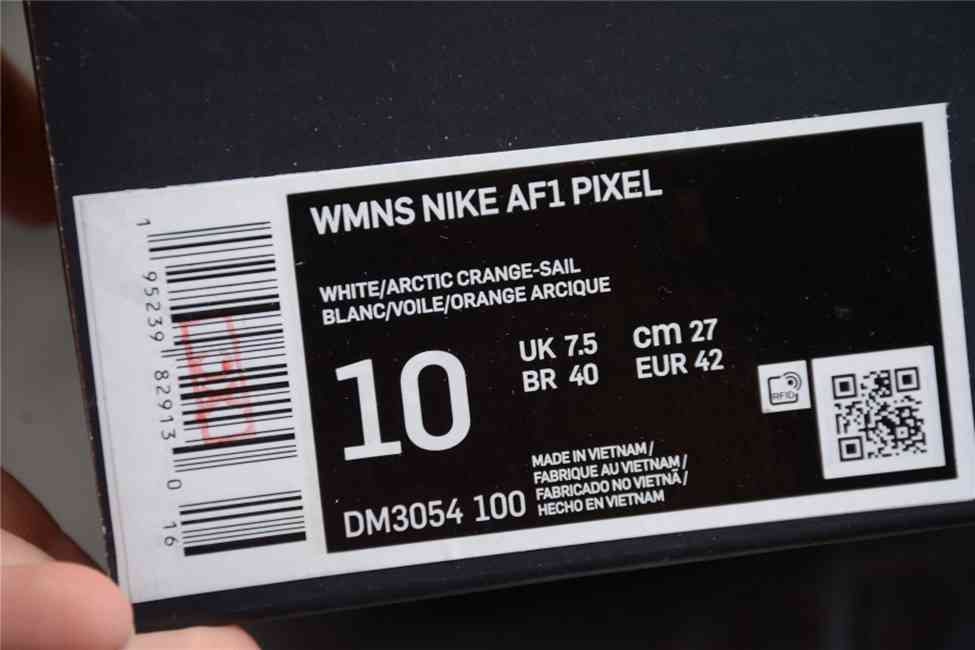 WMNS NIKE AF1 PIXEL
WHITE/ARCTIC CRANGE-SAIL
BLANC/VOILE/ORANGE ARCIQUE
10
UK 7.5
cm 27
BR 40
EUR 42
DM3054 100
MADE IN VIETNAM /
FABRIQUE AU VIETNAM /
FABRICADO NO VIETNÃ /
HECHO EN VIETNAM
RFID
1 95239 82913 0 16